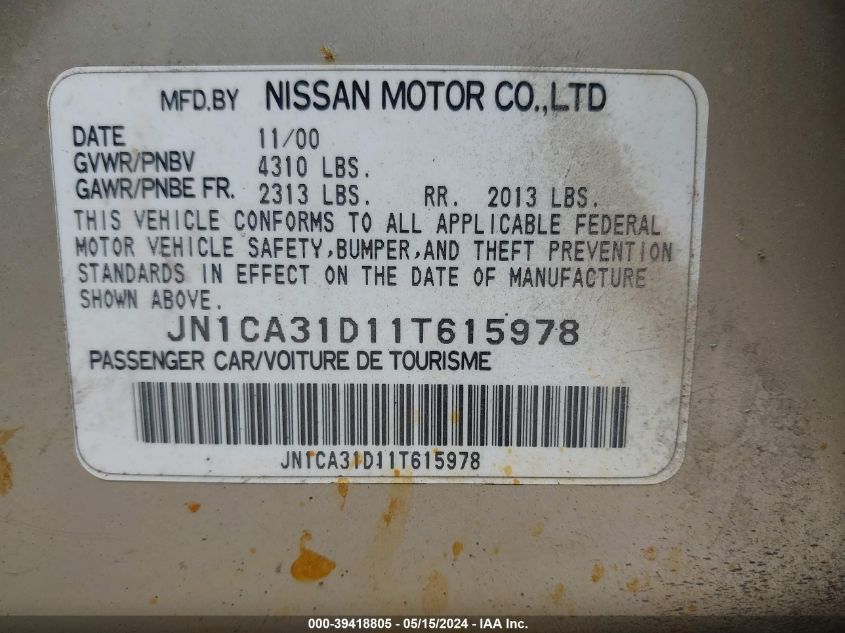 MFD.BY NISSAN MOTOR CO.,LTD
DATE 11/00
GVWR/PNBV 4310 LBS.
GAWR/PNBE FR. 2313 LBS. RR. 2013 LBS.
THIS VEHICLE CONFORMS TO ALL APPLICABLE FEDERAL
MOTOR VEHICLE SAFETY,BUMPER,AND THEFT PREVENTION
STANDARDS IN EFFECT ON THE DATE OF MANUFACTURE
SHOWN ABOVE.
JN1CA31D11T615978
PASSENGER CAR/VOITURE DE TOURISME
JN1CA31D11T615978
000-39418805 - 05/15/2024 - IAA Inc.